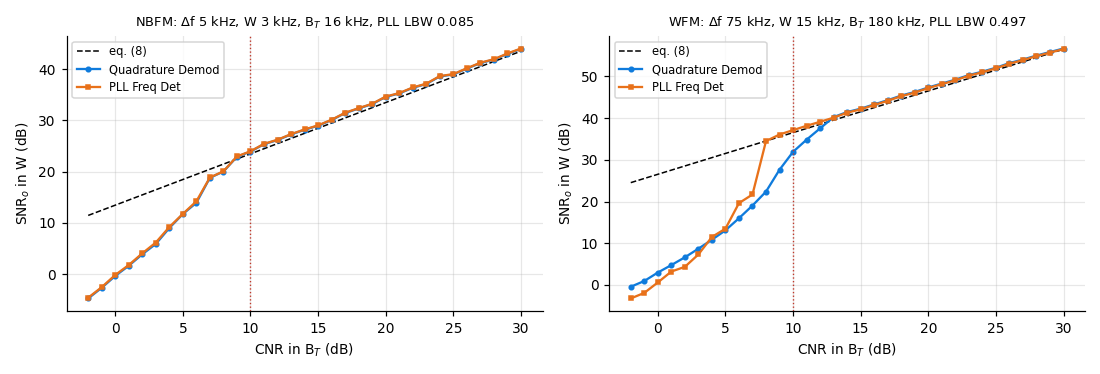 NBFM: Δf 5 kHz, W 3 kHz, B_T 16 kHz, PLL LBW 0.085
eq. (8)
Quadrature Demod
PLL Freq Det
SNR_o in W (dB)
40
30
20
10
0
0 5 10 15 20 25 30
CNR in B_T (dB)
WFM: Δf 75 kHz, W 15 kHz, B_T 180 kHz, PLL LBW 0.497
eq. (8)
Quadrature Demod
PLL Freq Det
SNR_o in W (dB)
50
40
30
20
10
0
0 5 10 15 20 25 30
CNR in B_T (dB)